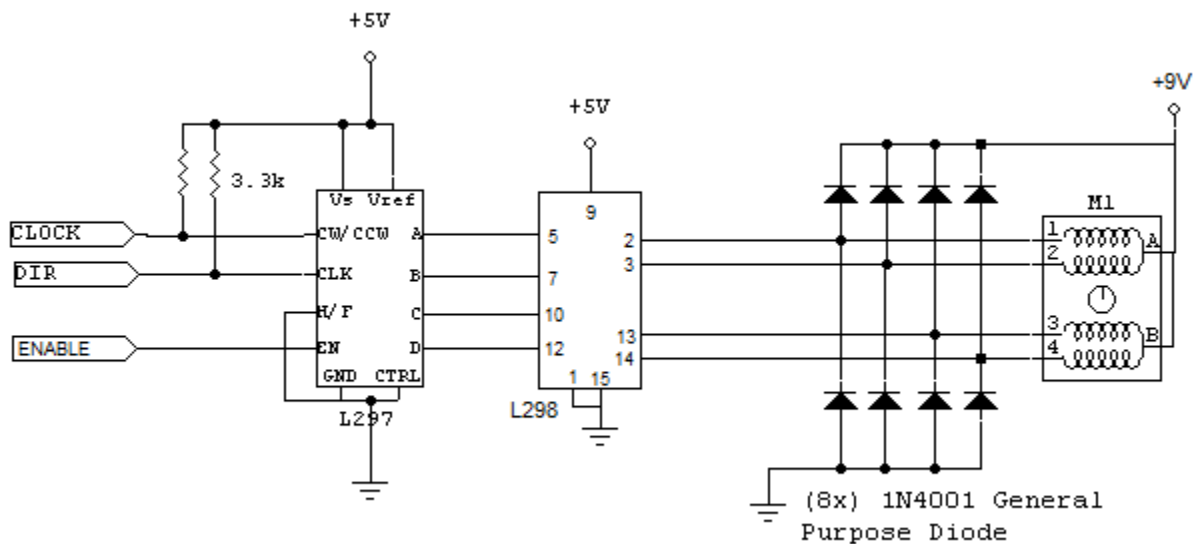 +5V
+9V
+5V
3.3k
Vs Vref
9
M1
CLOCK
CW/CCW A
5
2
1
A
DIR
CLK B
7
3
2
H/F C
10
13
3
B
ENABLE
EN D
12
14
4
GND CTRL
1 15
L297
L298
(8x) 1N4001 General
Purpose Diode